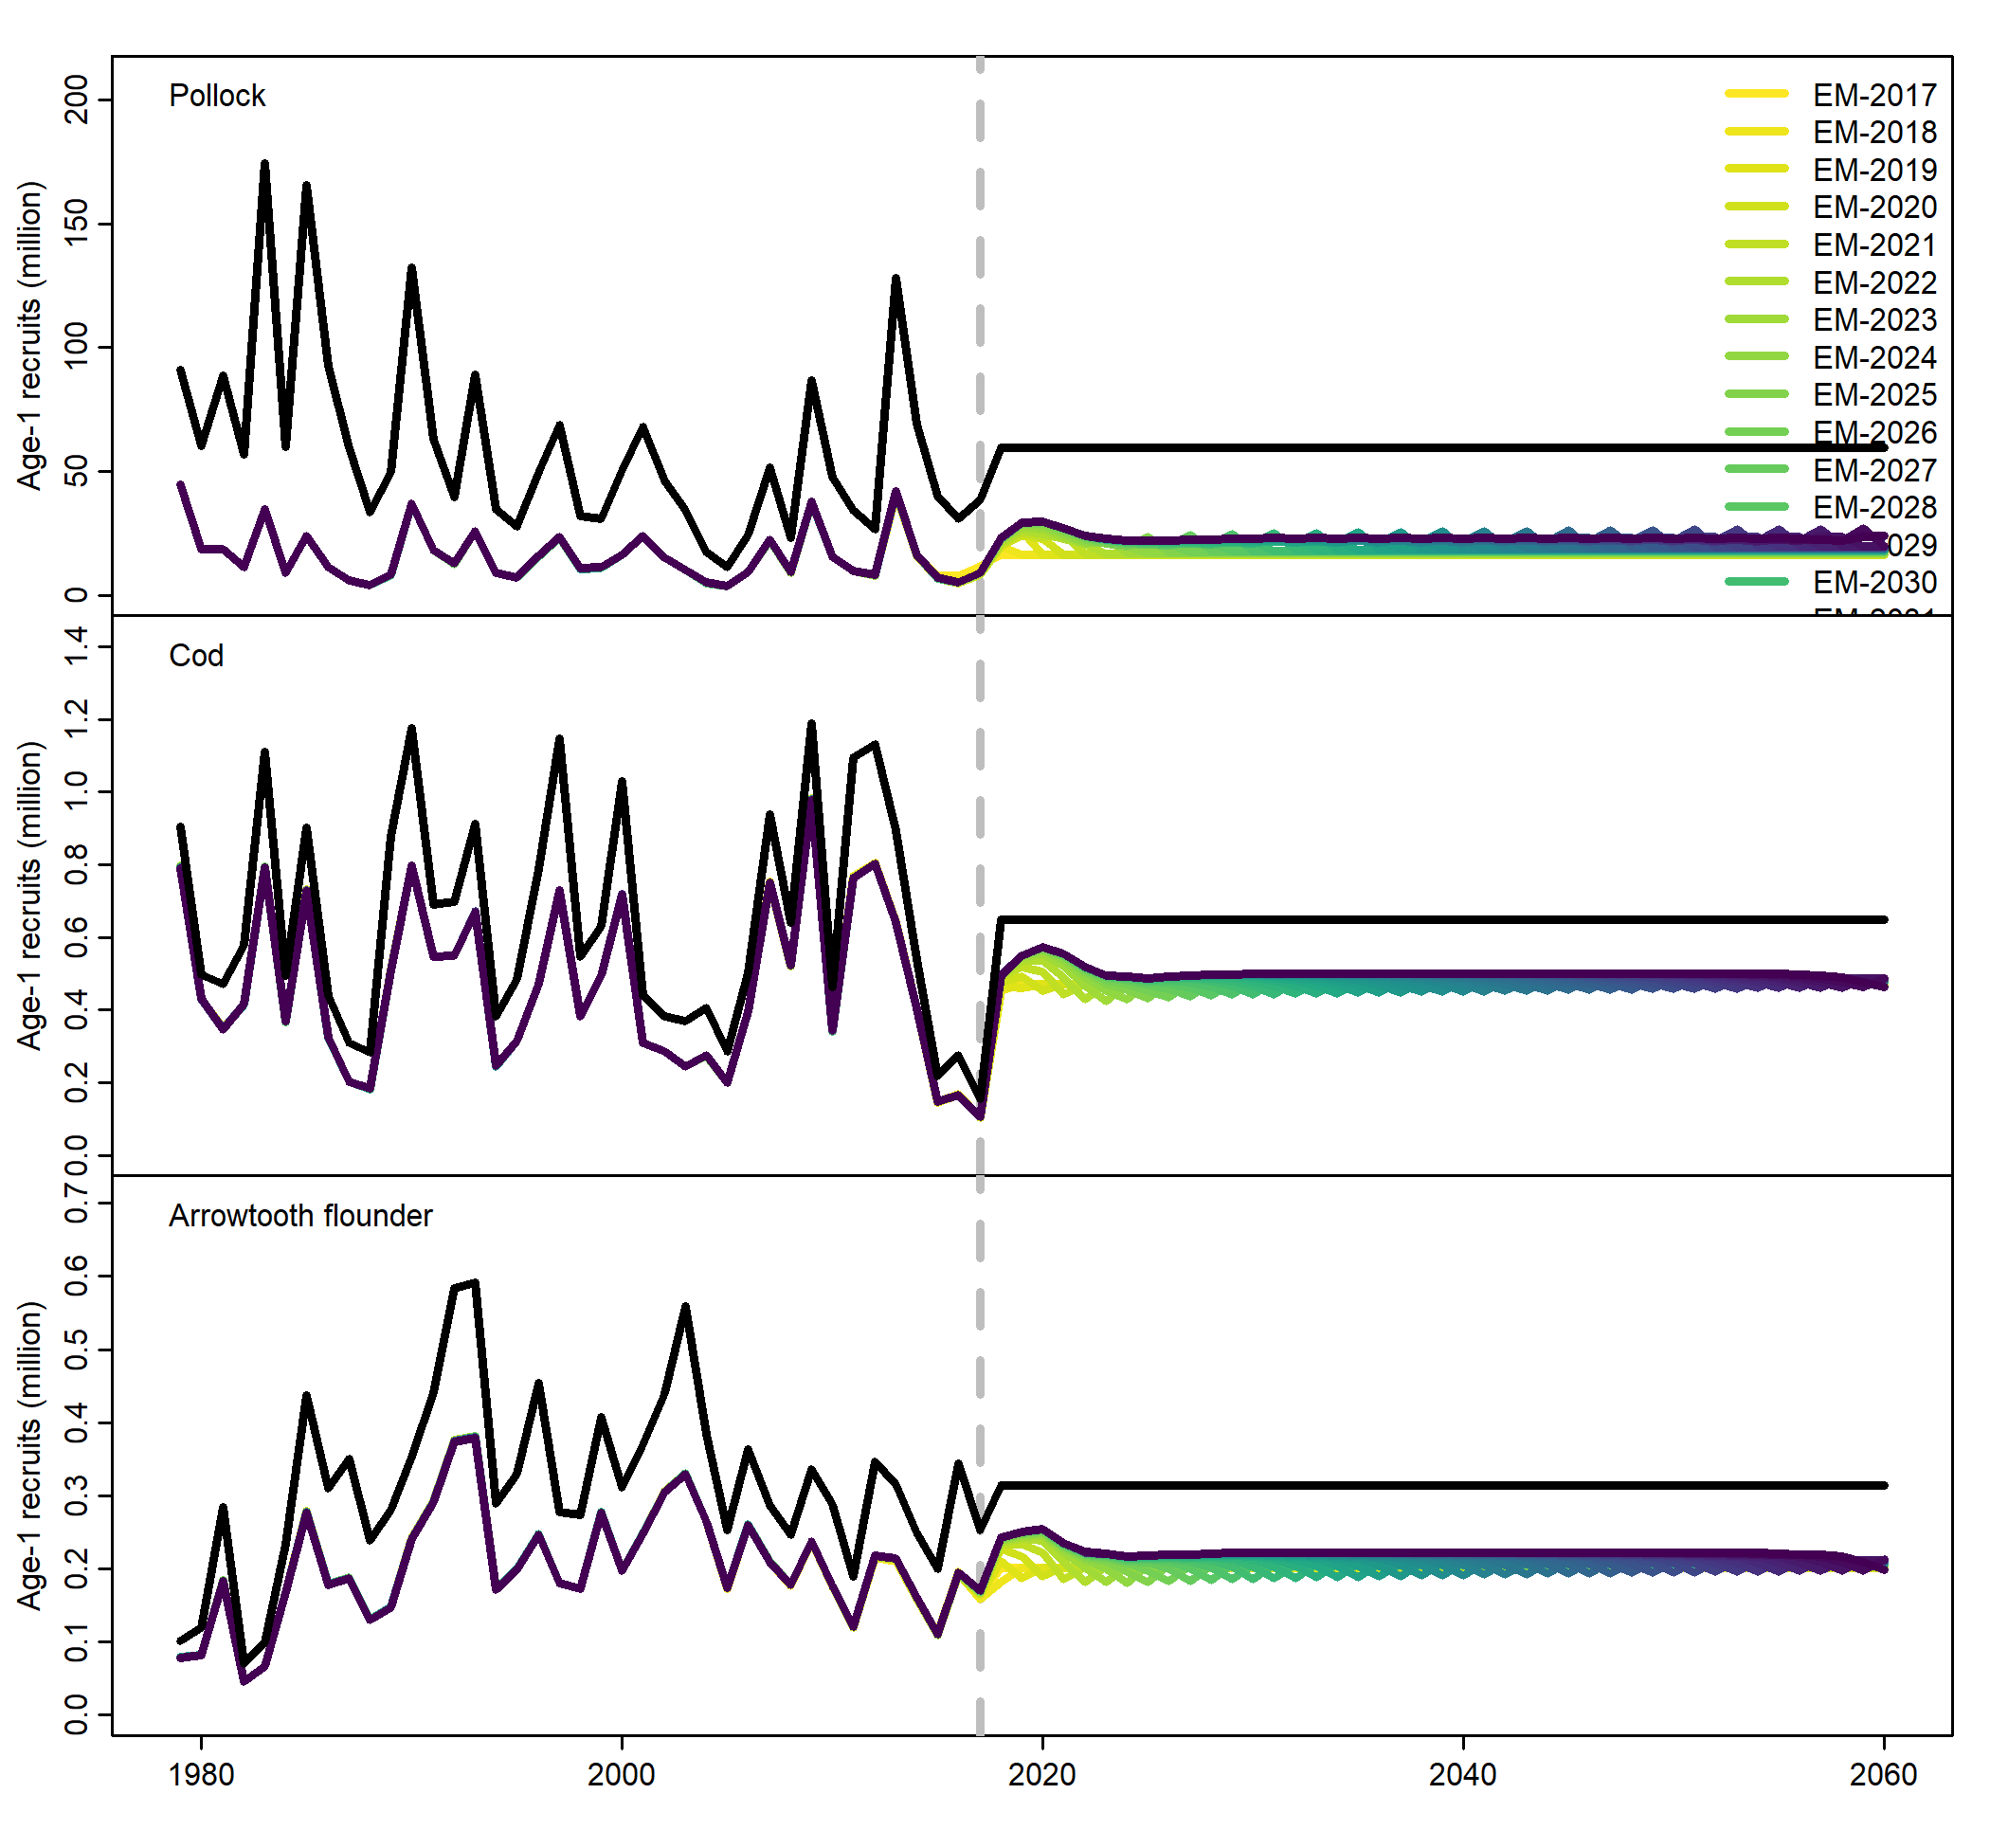 Pollock
Age-1 recruits (million)
200
150
100
50
0
EM-2017
EM-2018
EM-2019
EM-2020
EM-2021
EM-2022
EM-2023
EM-2024
EM-2025
EM-2026
EM-2027
EM-2028
029
EM-2030
Cod
Age-1 recruits (million)
1.4
1.2
1.0
0.8
0.6
0.4
0.2
0.0
Arrowtooth flounder
Age-1 recruits (million)
0.7
0.6
0.5
0.4
0.3
0.2
0.1
0.0
1980 2000 2020 2040 2060